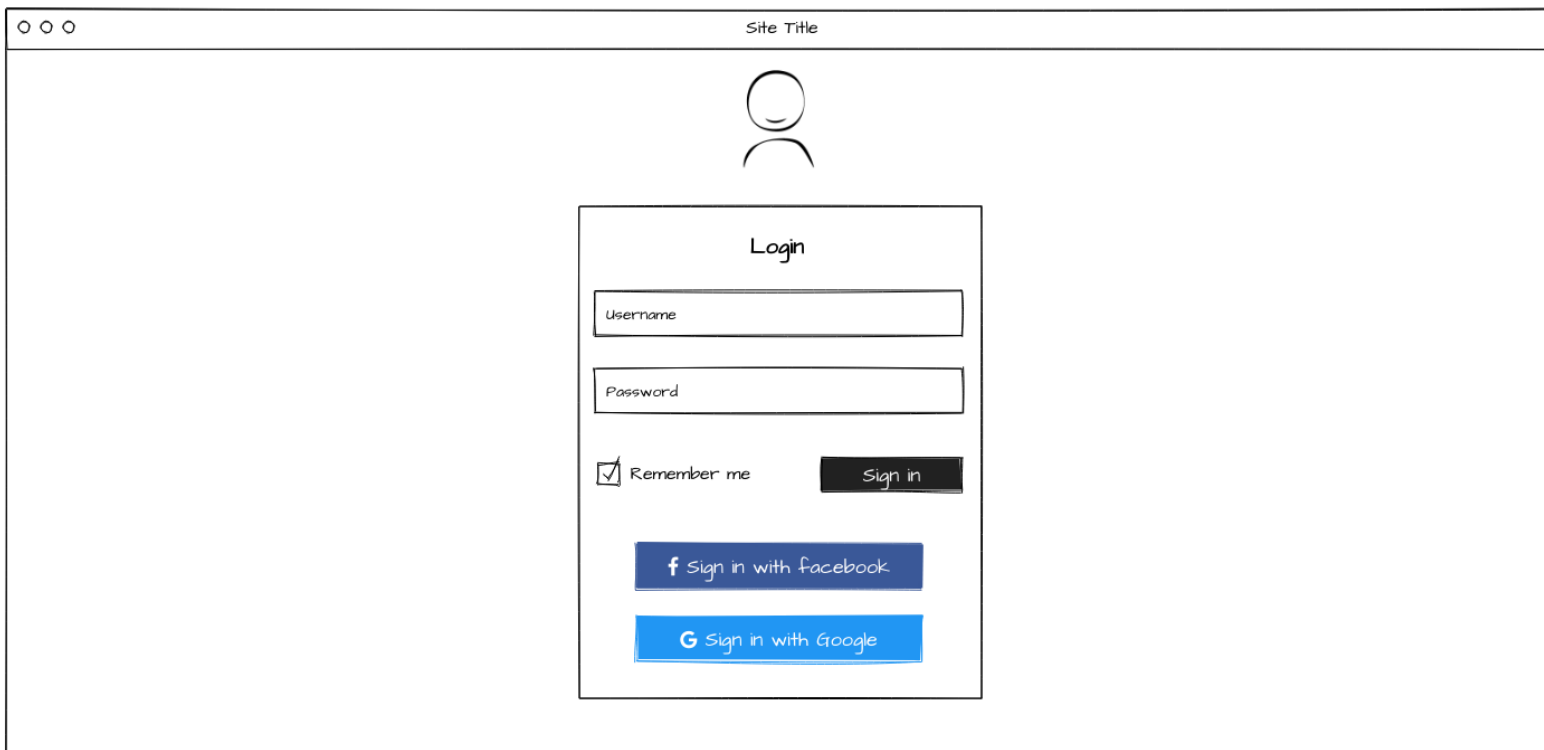 Site Title
Login
Username
Password
Remember me
Sign in
f Sign in with facebook
G Sign in with Google